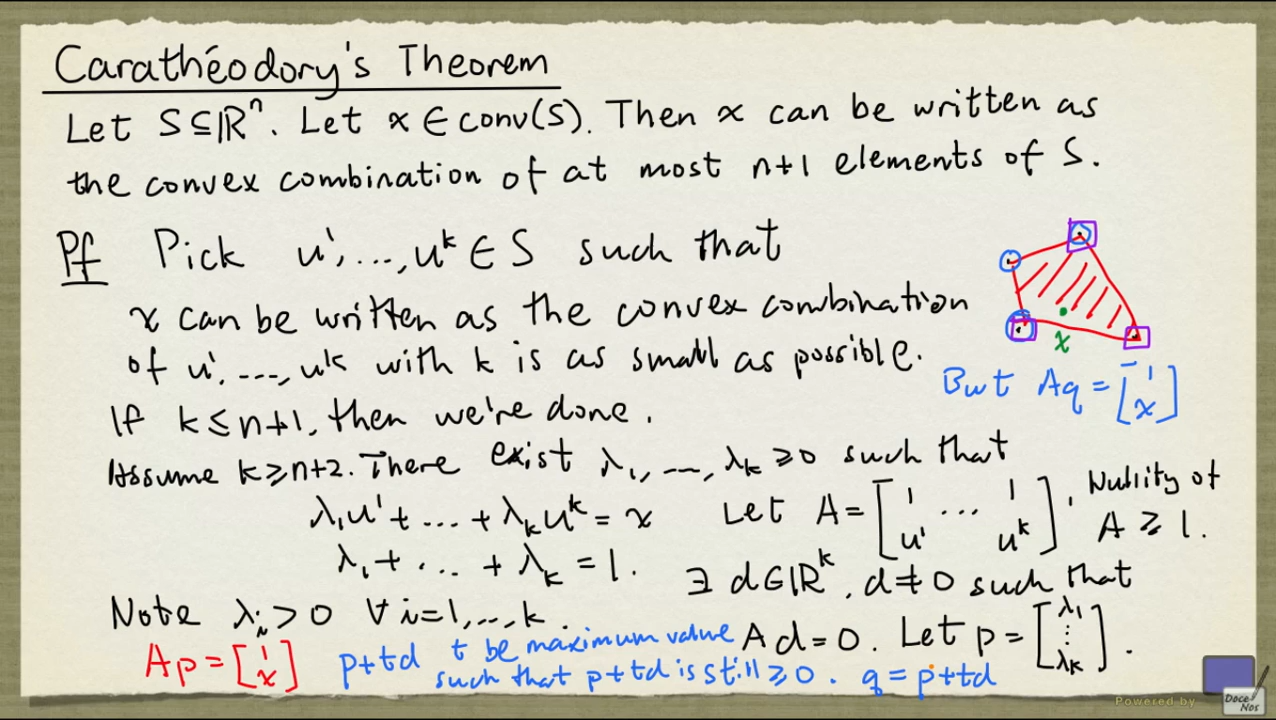 Carathéodory's Theorem
Let S⊆ℝⁿ. Let x ∈ conv(S). Then x can be written as
the convex combination of at most n+1 elements of S.
Pf Pick u¹,...,uᵏ ∈ S such that
x can be written as the convex combination
of u¹, ..., uᵏ with k is as small as possible.
x
But Aq = [1 x]
If k ≤ n+1, then we're done.
Assume k ≥ n+2. There exist λ₁, ..., λₖ ≥ 0 such that
λ₁u¹ + ... + λₖuᵏ = x
λ₁ + ... + λₖ = 1.
Note λᵢ > 0 ∀ i=1,...,k.
Let A = [1 ... 1 u¹ uᵏ]. Nullity of
A ≥ 1.
∃ d ∈ ℝᵏ, d ≠ 0 such that
Ad = 0. Let p = [λ₁ ⋮ λₖ].
Ap = [1 x]
p+td t be maximum value
such that p+td is still ≥ 0. q = p+td
Powered by
Doce
Nos